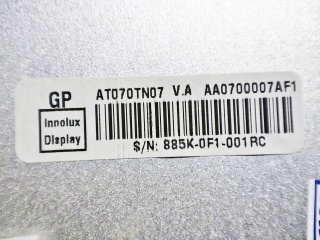 GP AT070TN07 V.A AA0700007AF1
Innolux
Display
S/N: 885K-0F1-001RC